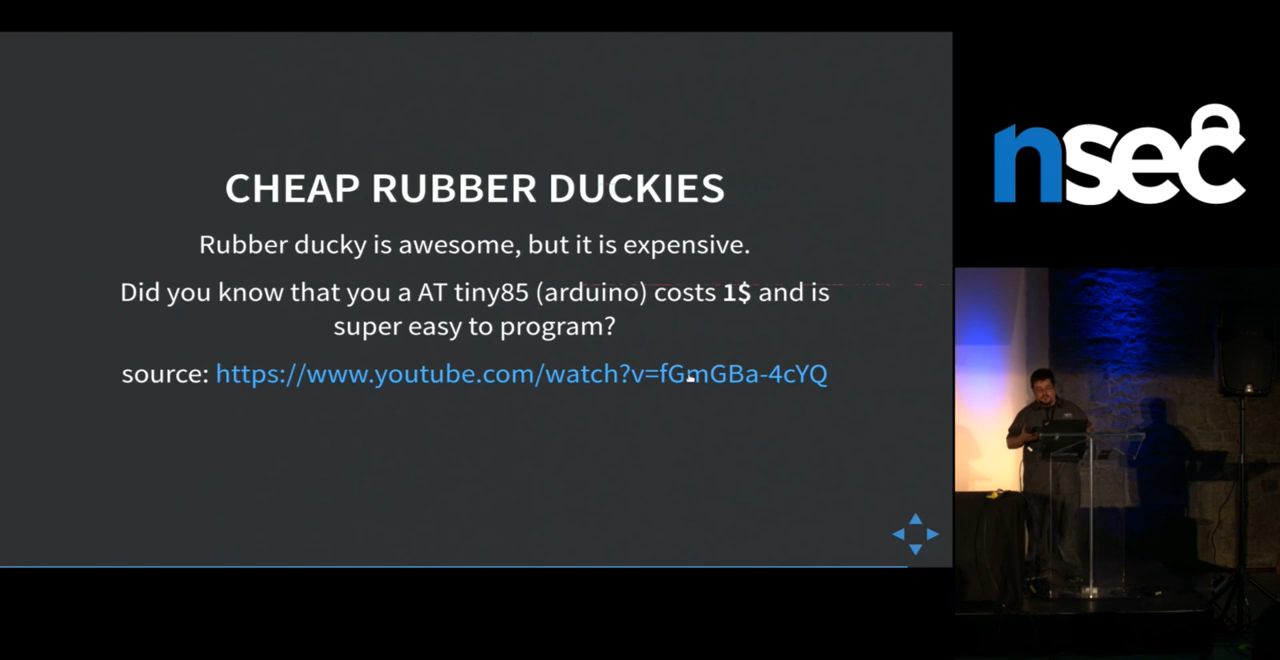 CHEAP RUBBER DUCKIES
Rubber ducky is awesome, but it is expensive.
Did you know that you a AT tiny85 (arduino) costs 1$ and is
super easy to program?
source: https://www.youtube.com/watch?v=fGmGBa-4cYQ
nsec